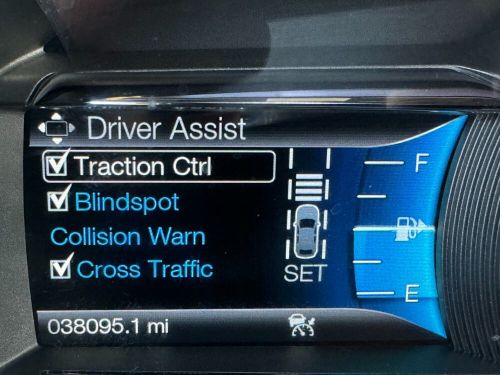 Driver Assist
Traction Ctrl
Blindspot
Collision Warn
Cross Traffic
SET
F
E
038095.1 mi